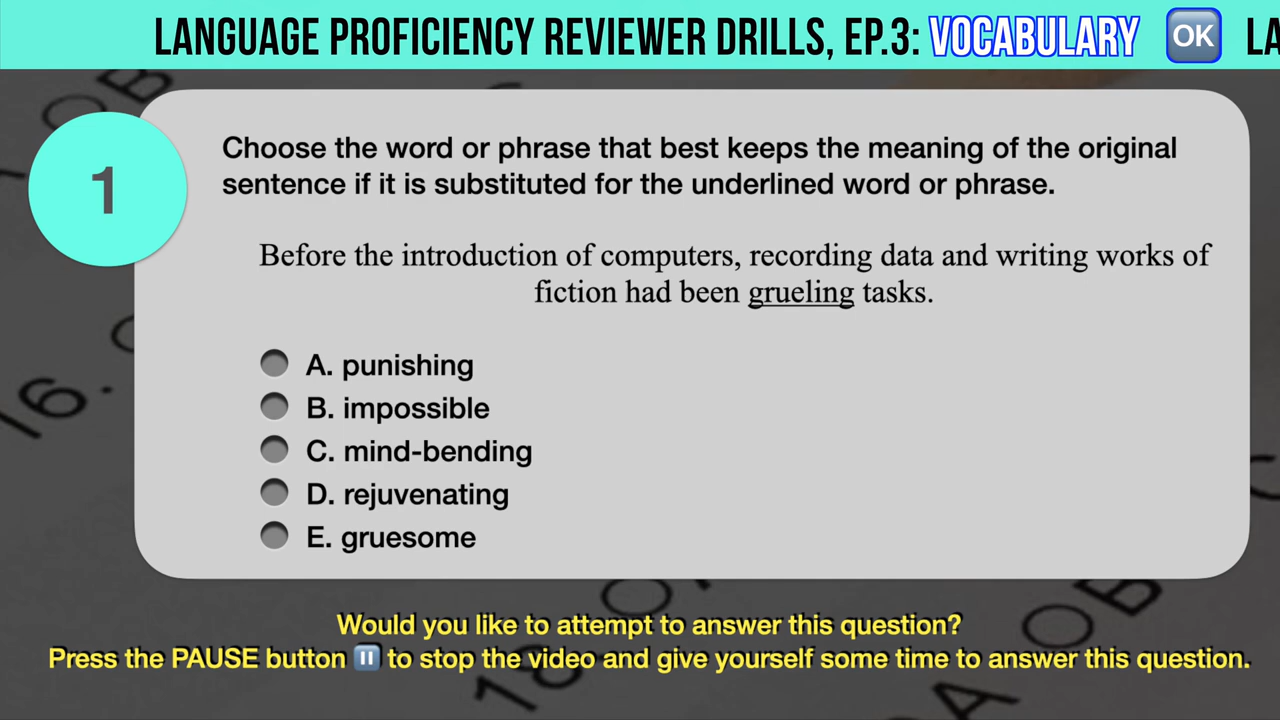 LANGUAGE PROFICIENCY REVIEWER DRILLS, EP.3: VOCABULARY OK LA
1
Choose the word or phrase that best keeps the meaning of the original
sentence if it is substituted for the underlined word or phrase.
Before the introduction of computers, recording data and writing works of
fiction had been grueling tasks.
A. punishing
B. impossible
C. mind-bending
D. rejuvenating
E. gruesome
16.
18
A
OB
Would you like to attempt to answer this question?
Press the PAUSE button ⏸ to stop the video and give yourself some time to answer this question.